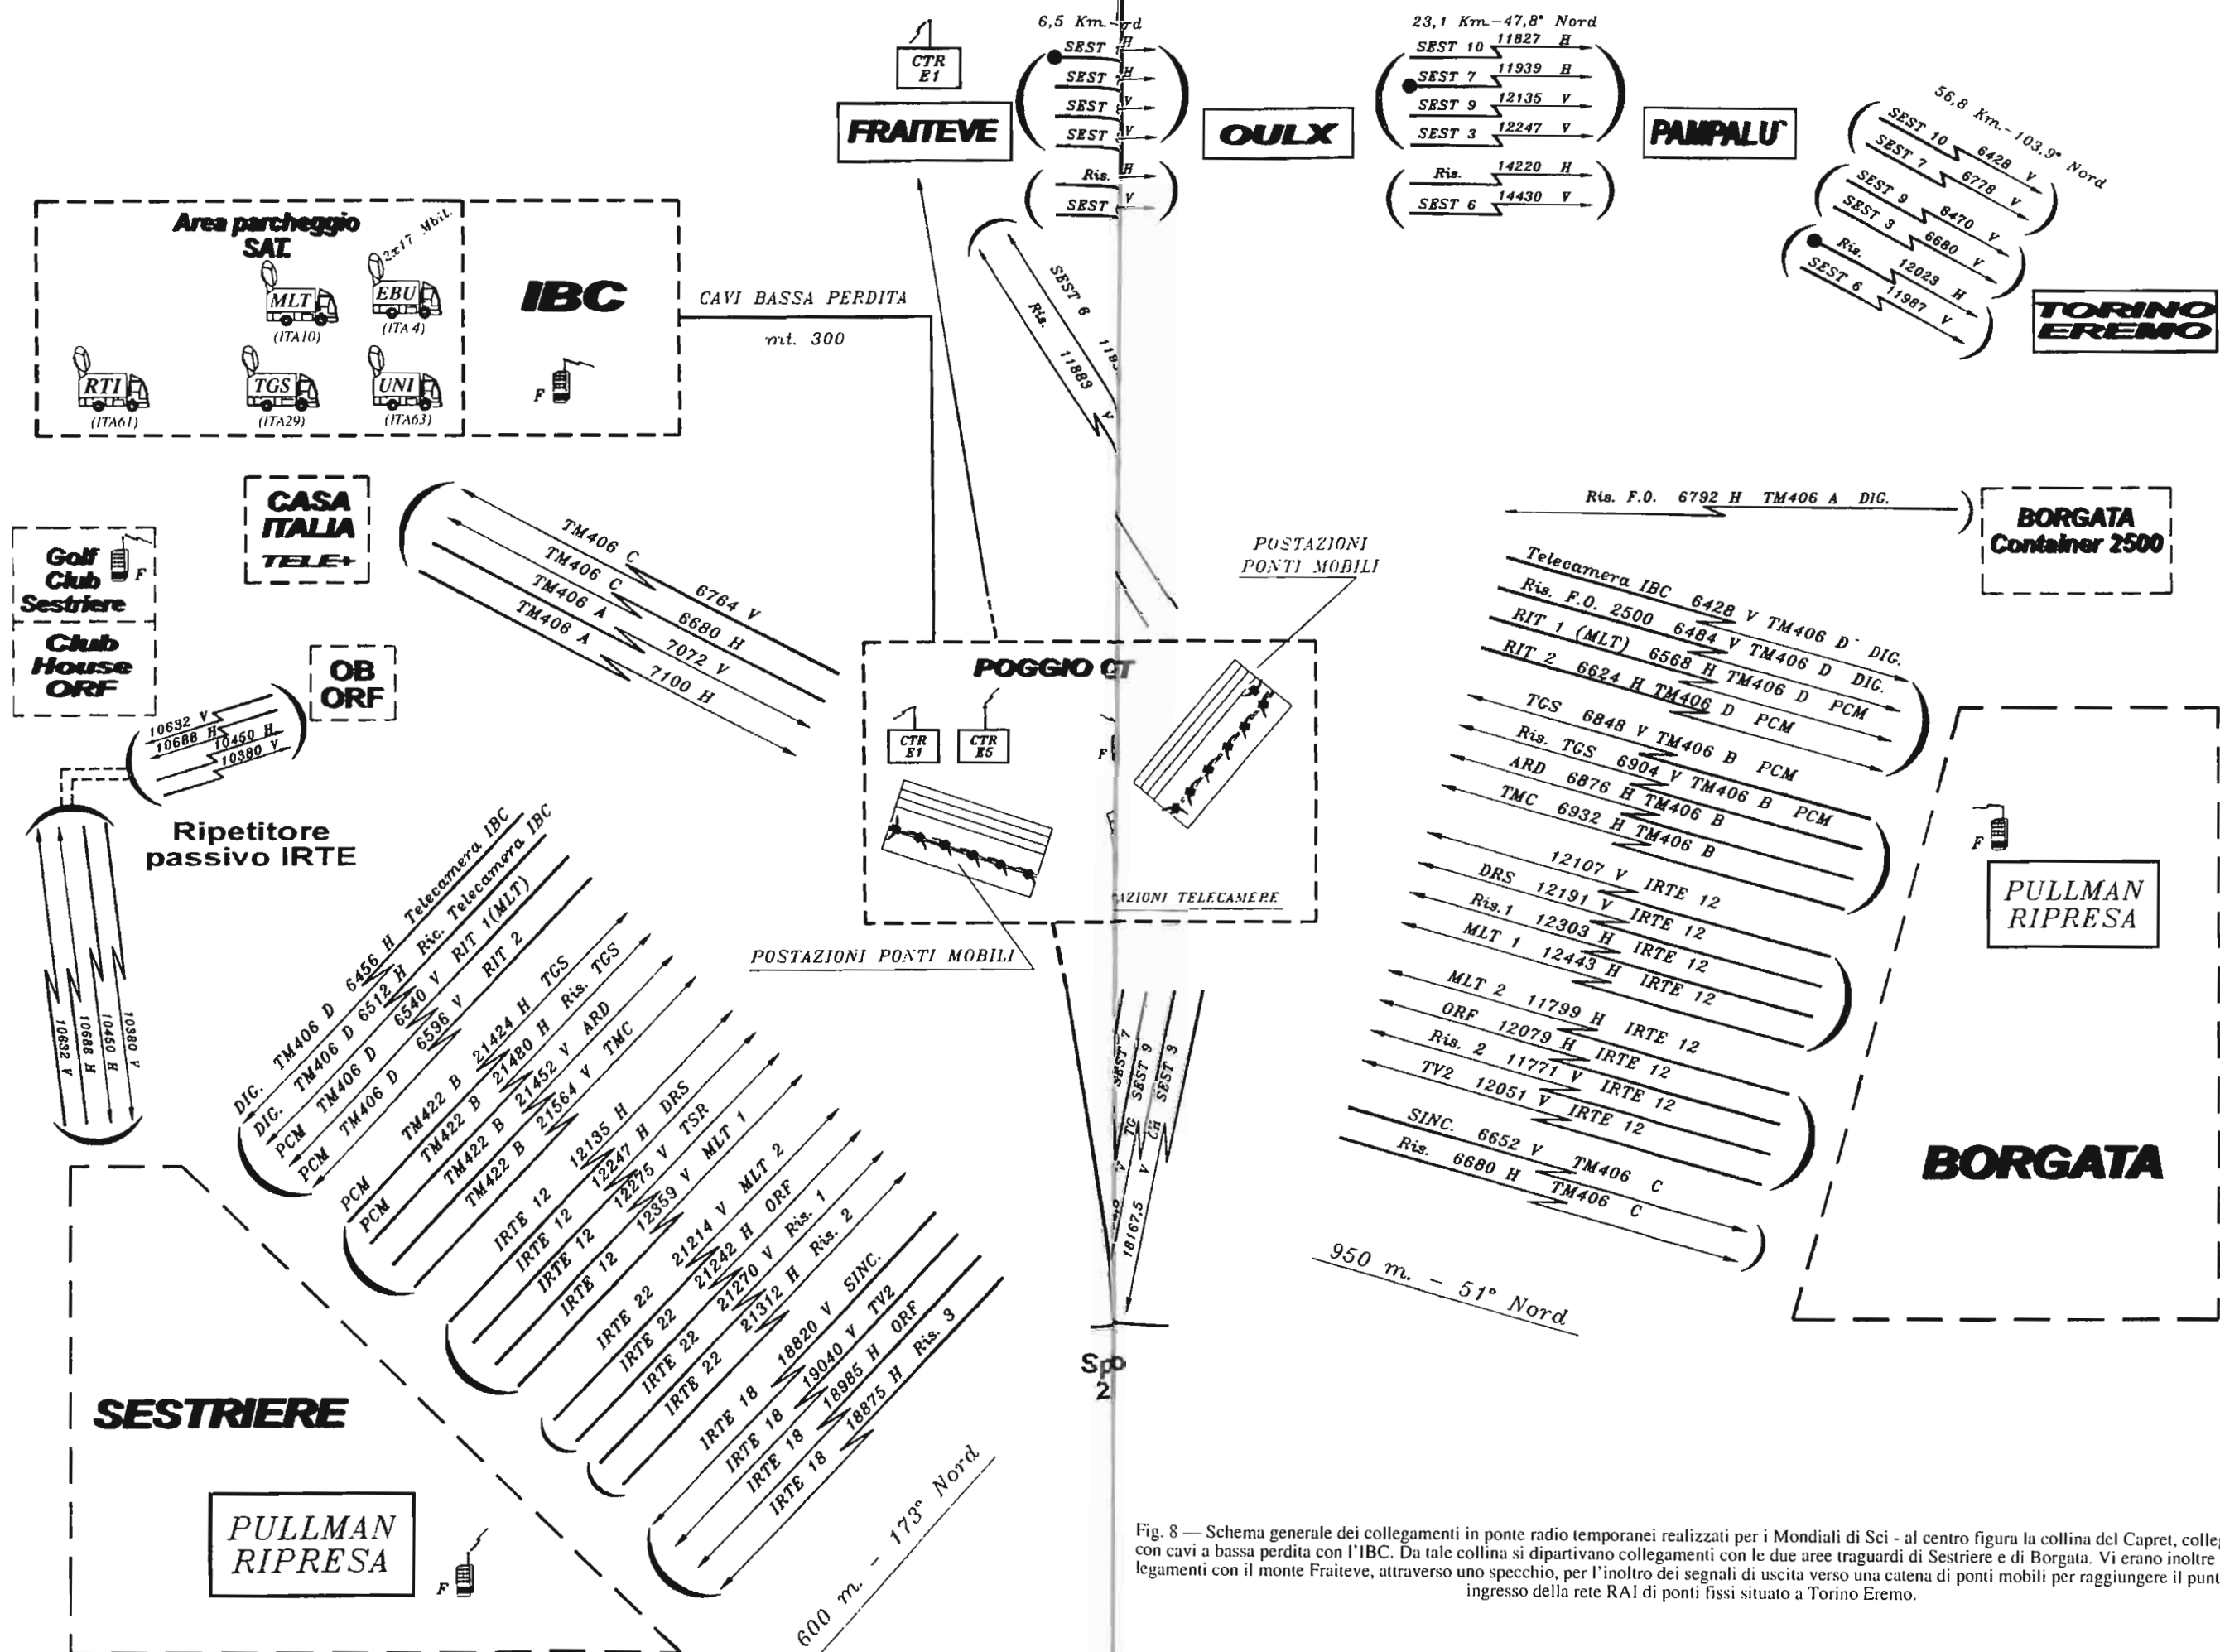 6,5 Km.
CTR
E1
FRAITEVE
SEST H
SEST H
SEST V
SEST V
Ris. H
SEST V
OULX
23,1 Km-47,8° Nord
SEST 10 11827 H
SEST 7 11939 H
SEST 9 12135 V
SEST 3 12247 V
Ris. 14220 H
SEST 6 14430 V
PAMPALU'
56,8 Km.-103,9° Nord
SEST 10 6428 V
SEST 7 6778 V
SEST 9 8470 V
SEST 3 6680 V
Ris. 12023 H
SEST 6 11987 V
TORINO
EREMO
Area parcheggio
SAT.
2x17 Mbit.
MLT
(ITA10)
EBU
(ITA 4)
RTI
(ITA61)
TGS
(ITA29)
UNI
(ITA63)
IBC
F
CAVI BASSA PERDITA
mt. 300
SEST 6
Ris. 11883 V
CASA
ITALIA
TELE+
Golf
Club
Sestriere
F
Club
House
ORF
OB
ORF
10632 V
10688 H
10450 H
10380 V
Ripetitore
passivo IRTE
10632 V
10688 H
10450 H
10380 V
TM406 C 6764 V
TM406 C 6680 H
TM406 A 7072 V
TM406 A 7100 H
POSTAZIONI
PONTI MOBILI
POGGIO
CTR
E1
CTR
E5
F
AZIONI TELECAMERE
POSTAZIONI PONTI MOBILI
Ris. F.O. 6792 H TM406 A DIG.
BORGATA
Container 2500
Telecamera IBC 6428 V TM406 D DIG.
Ris. F.O. 2500 6484 V TM406 D DIG.
RIT 1 (MLT) 6568 H TM406 D PCM
RIT 2 6624 H TM406 D PCM
TGS 6848 V TM406 B PCM
Ris. TGS 6904 V TM406 B PCM
ARD 6876 H TM406 B
TMC 6932 H TM406 B
12107 V IRTE 12
DRS 12191 V IRTE 12
Ris.1 12303 H IRTE 12
MLT 1 12443 H IRTE 12
MLT 2 11799 H IRTE 12
ORF 12079 H IRTE 12
Ris. 2 11771 V IRTE 12
TV2 12051 V IRTE 12
SINC. 6652 V TM406 C
Ris. 6680 H TM406 C
950 m. - 51° Nord
F
PULLMAN
RIPRESA
BORGATA
DIG. TM406 D 6456 H Telecamera IBC
DIG. TM406 D 6512 H Ric. Telecamera IBC
PCM TM406 D 6540 V RIT 1(MLT)
PCM TM406 D 6596 V RIT 2
PCM TM422 B 21424 H TGS
PCM TM422 B 21480 H Ris. TGS
TM422 B 21452 V ARD
TM422 B 21564 V TMC
IRTE 12 12135 H
IRTE 12 12247 H DRS
IRTE 12 12275 V TSR
IRTE 12 12359 V MLT 1
IRTE 22 21214 V MLT 2
IRTE 22 21242 H ORF
IRTE 22 21270 V Ris. 1
IRTE 22 21312 H Ris. 2
IRTE 18 18820 V SINC.
IRTE 18 19040 V TV2
IRTE 18 18985 H ORF
IRTE 18 18875 H Ris. 3
600 m. - 173° Nord
SEST 7
SEST 9
SEST 3
18167,5 V
Spo
2
SESTRIERE
PULLMAN
RIPRESA
F
Fig. 8 — Schema generale dei collegamenti in ponte radio temporanei realizzati per i Mondiali di Sci - al centro figura la collina del Capret, colle
con cavi a bassa perdita con l'IBC. Da tale collina si dipartivano collegamenti con le due aree traguardi di Sestriere e di Borgata. Vi erano inoltre
legamenti con il monte Fraiteve, attraverso uno specchio, per l'inoltro dei segnali di uscita verso una catena di ponti mobili per raggiungere il punt
ingresso della rete RAI di ponti fissi situato a Torino Eremo.